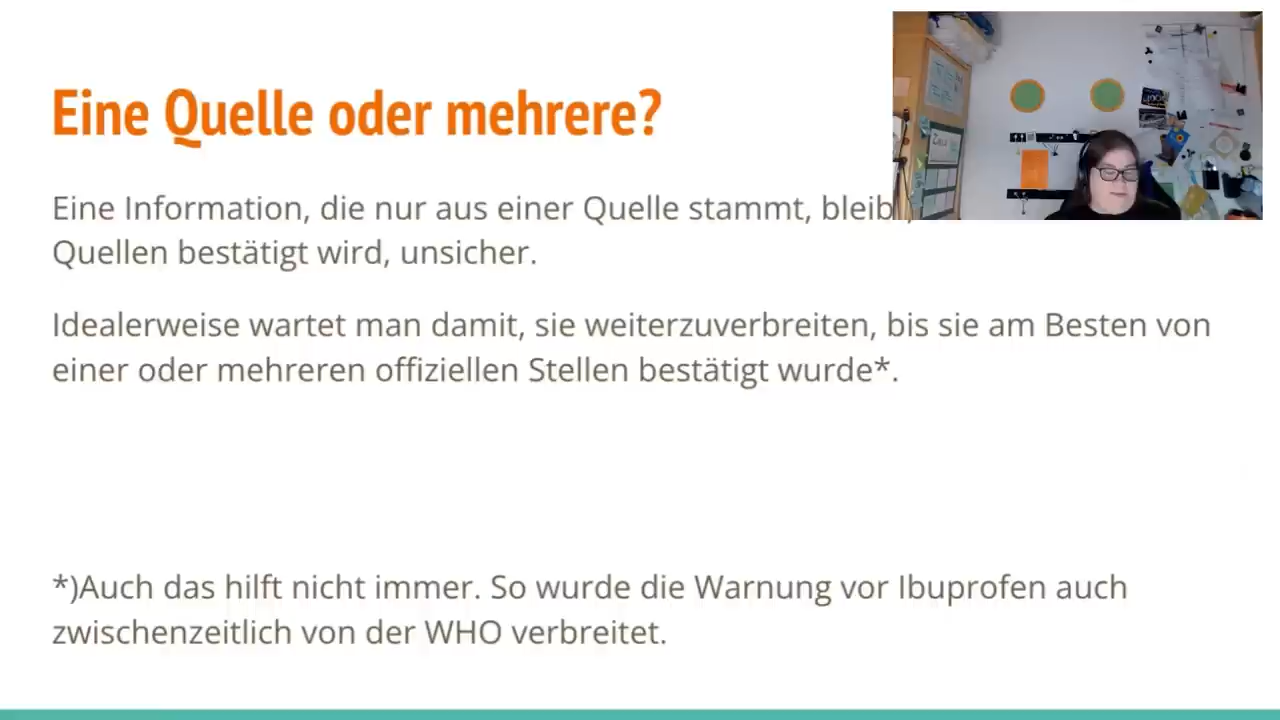 Eine Quelle oder mehrere?
Eine Information, die nur aus einer Quelle stammt,
Quellen bestätigt wird, unsicher.
Idealerweise wartet man damit, sie weiterzuverbreiten, bis sie am Besten von
einer oder mehreren offiziellen Stellen bestätigt wurde*.
*)Auch das hilft nicht immer. So wurde die Warnung vor Ibuprofen auch
zwischenzeitlich von der WHO verbreitet.